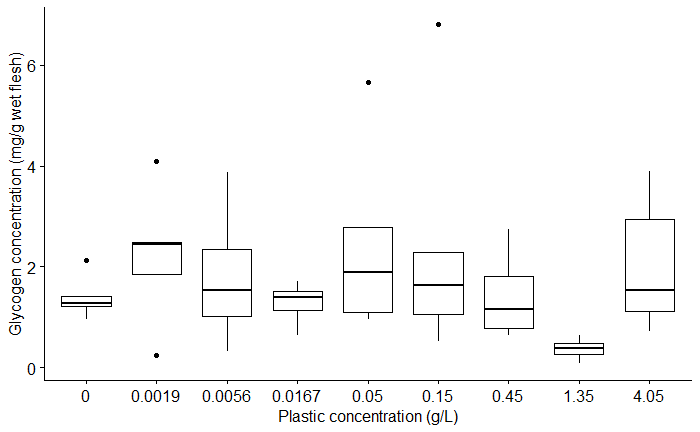 Glycogen concentration (mg/g wet flesh)
6
4
2
0
0 0.0019 0.0056 0.0167 0.05 0.15 0.45 1.35 4.05
Plastic concentration (g/L)